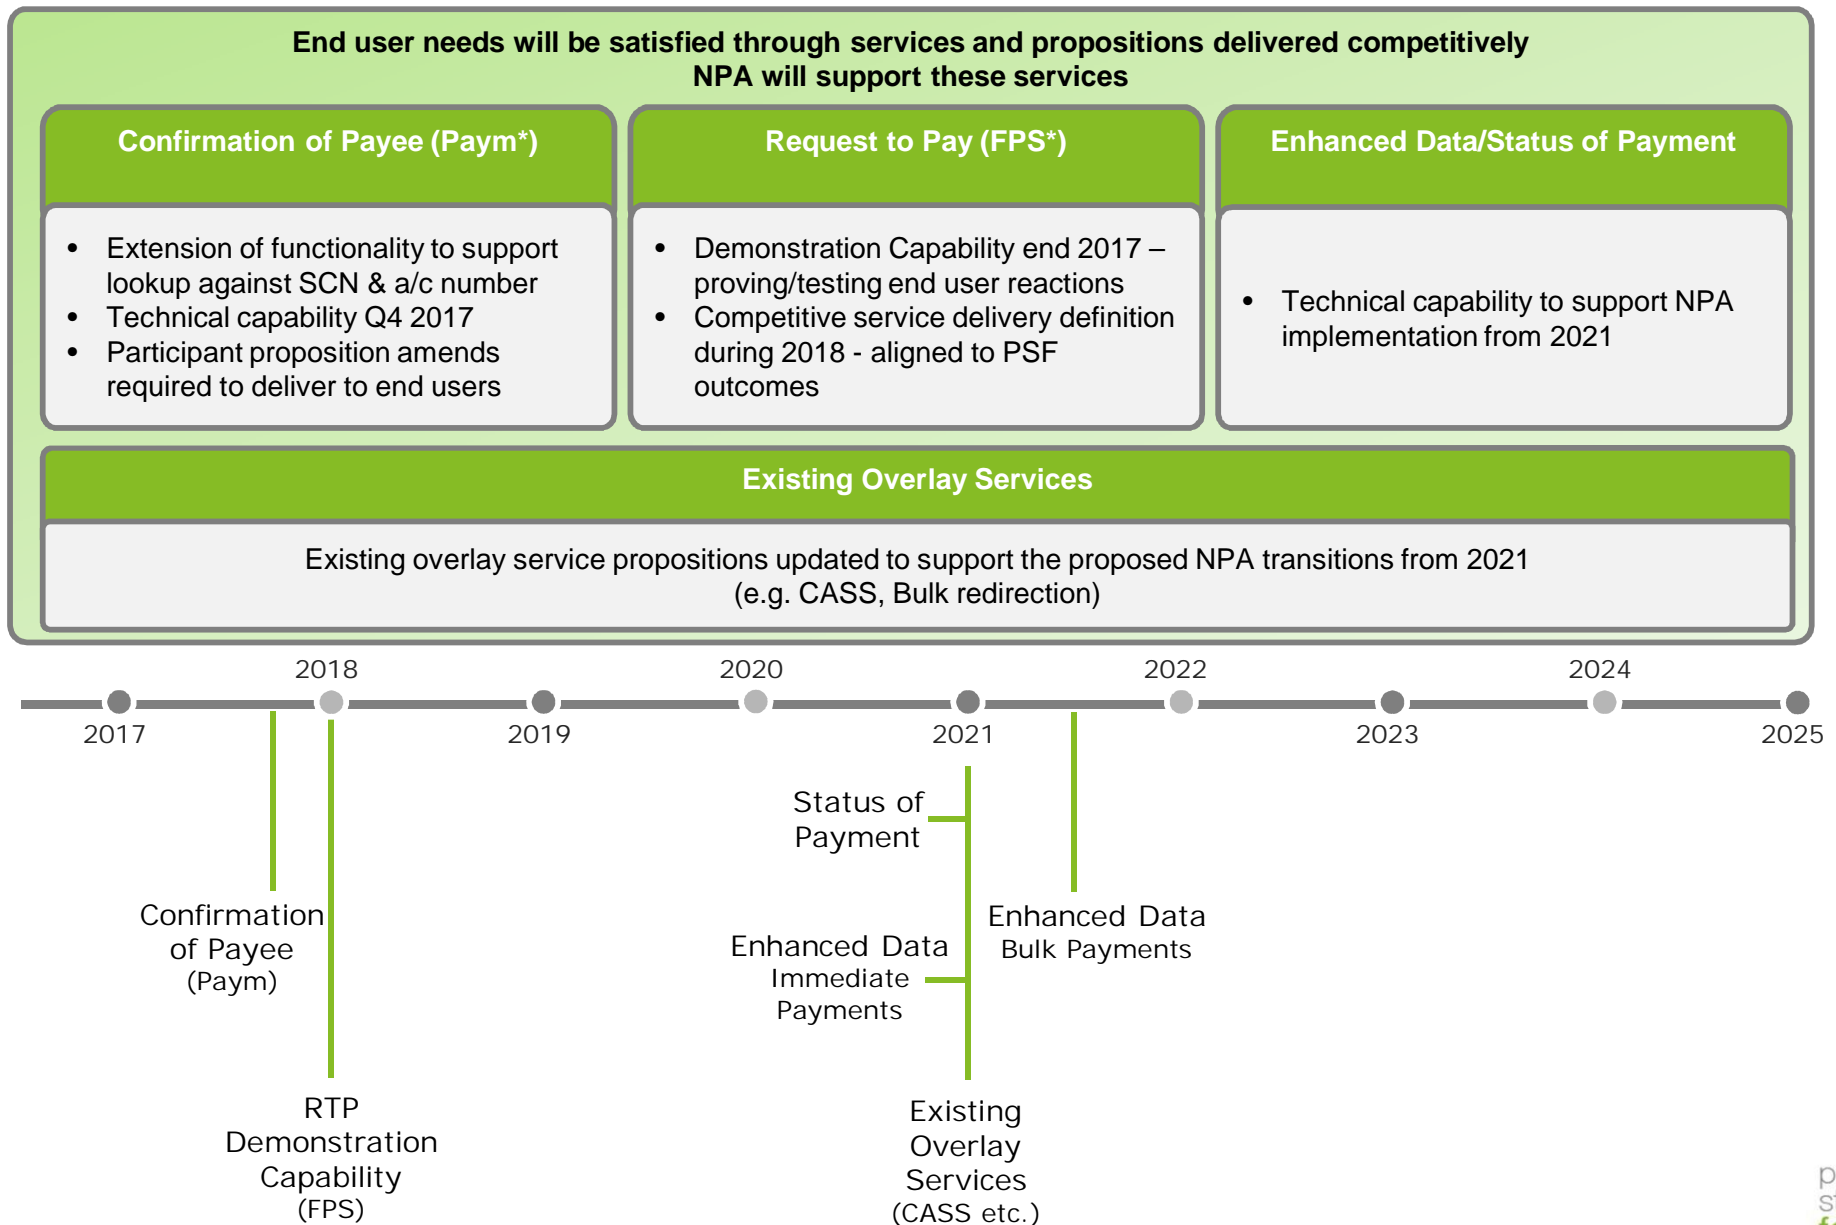 End user needs will be satisfied through services and propositions delivered competitively
NPA will support these services
Confirmation of Payee (Paym*)
• Extension of functionality to support
lookup against SCN & a/c number
• Technical capability Q4 2017
• Participant proposition amends
required to deliver to end users
Request to Pay (FPS*)
• Demonstration Capability end 2017 –
proving/testing end user reactions
• Competitive service delivery definition
during 2018 - aligned to PSF
outcomes
Enhanced Data/Status of Payment
• Technical capability to support NPA
implementation from 2021
Existing Overlay Services
Existing overlay service propositions updated to support the proposed NPA transitions from 2021
(e.g. CASS, Bulk redirection)
2018
2020
2022
2024
2017
2019
2021
2023
2025
Confirmation
of Payee
(Paym)
RTP
Demonstration
Capability
(FPS)
Status of
Payment
Enhanced Data
Immediate
Payments
Existing
Overlay
Services
(CASS etc.)
Enhanced Data
Bulk Payments